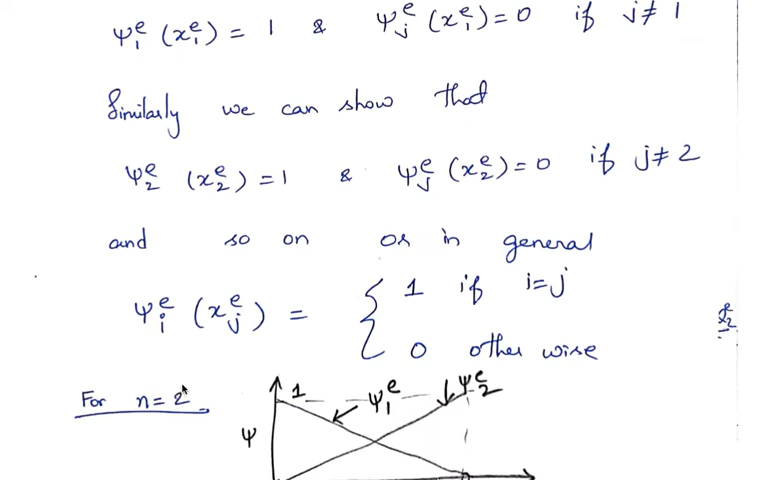 Ψ₁ᵉ (x₁ᵉ) = 1 & Ψⱼᵉ (x₁ᵉ) = 0 if j ≠ 1
Similarly we can show that
Ψ₂ᵉ (x₂ᵉ) = 1 & Ψⱼᵉ (x₂ᵉ) = 0 if j ≠ 2
and so on or in general
Ψᵢᵉ (xⱼᵉ) = { 1 if i = j
0 other wise
For n = 2
1 Ψ₁ᵉ Ψ₂ᵉ
Ψ